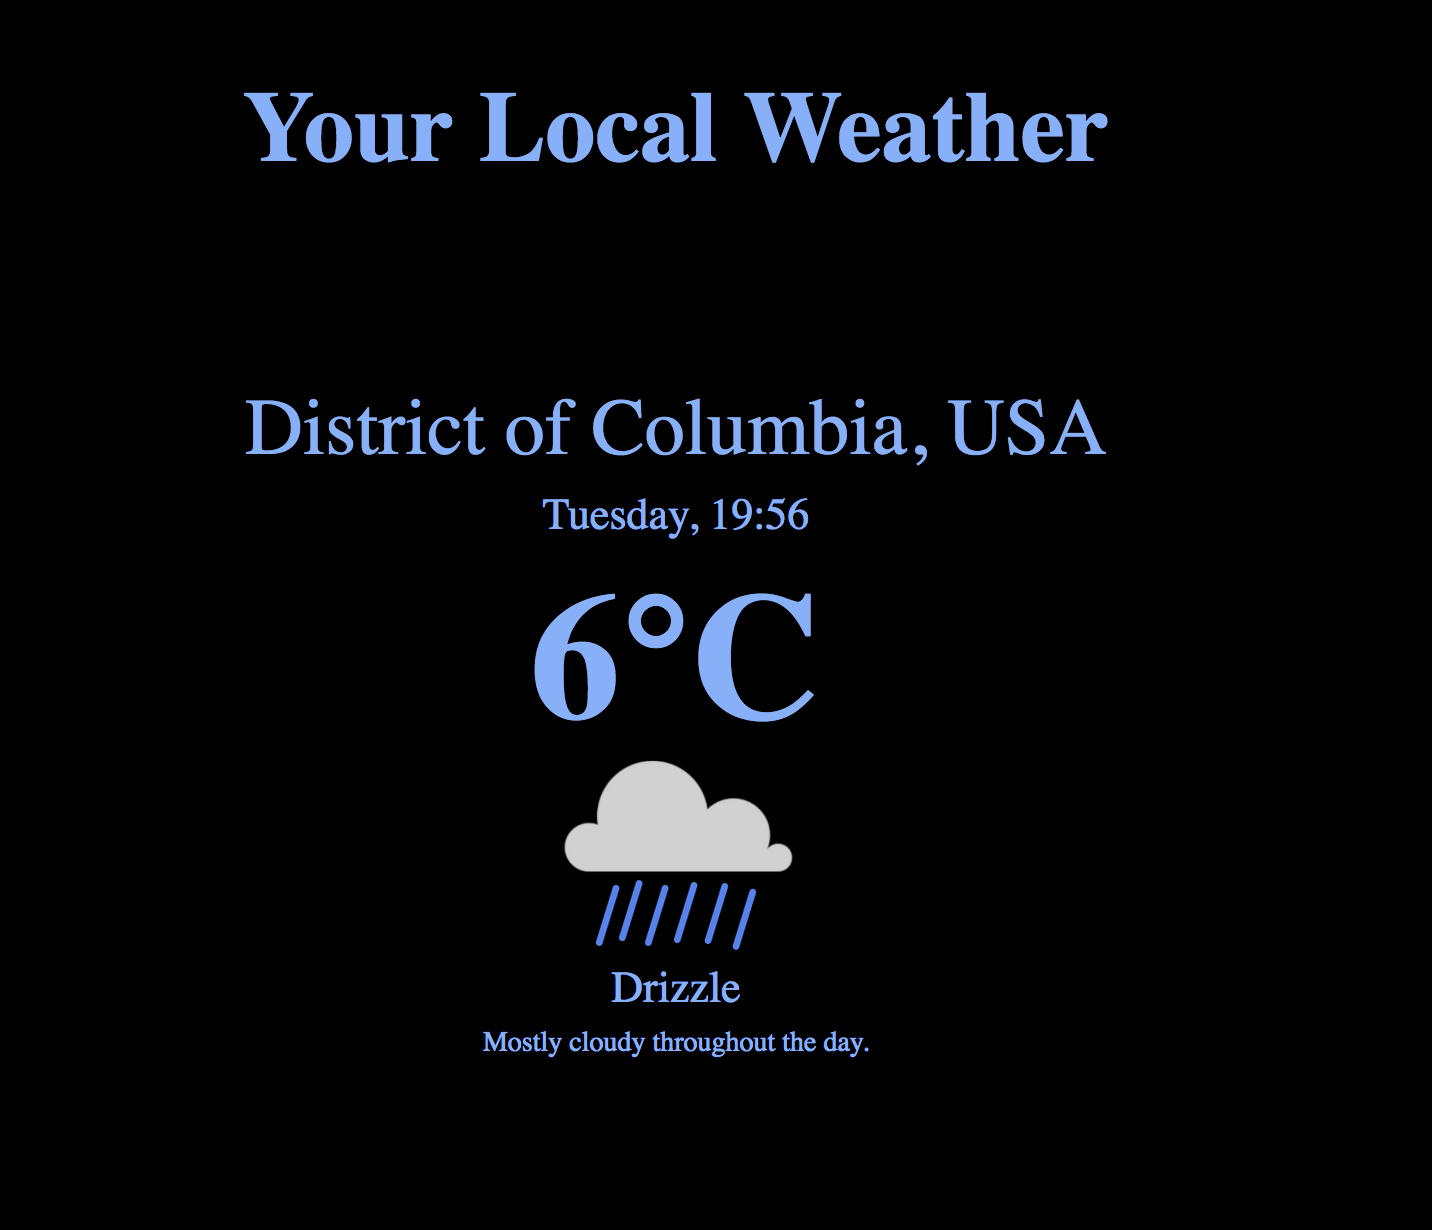 Your Local Weather
District of Columbia, USA
Tuesday, 19:56
6°C
Drizzle
Mostly cloudy throughout the day.